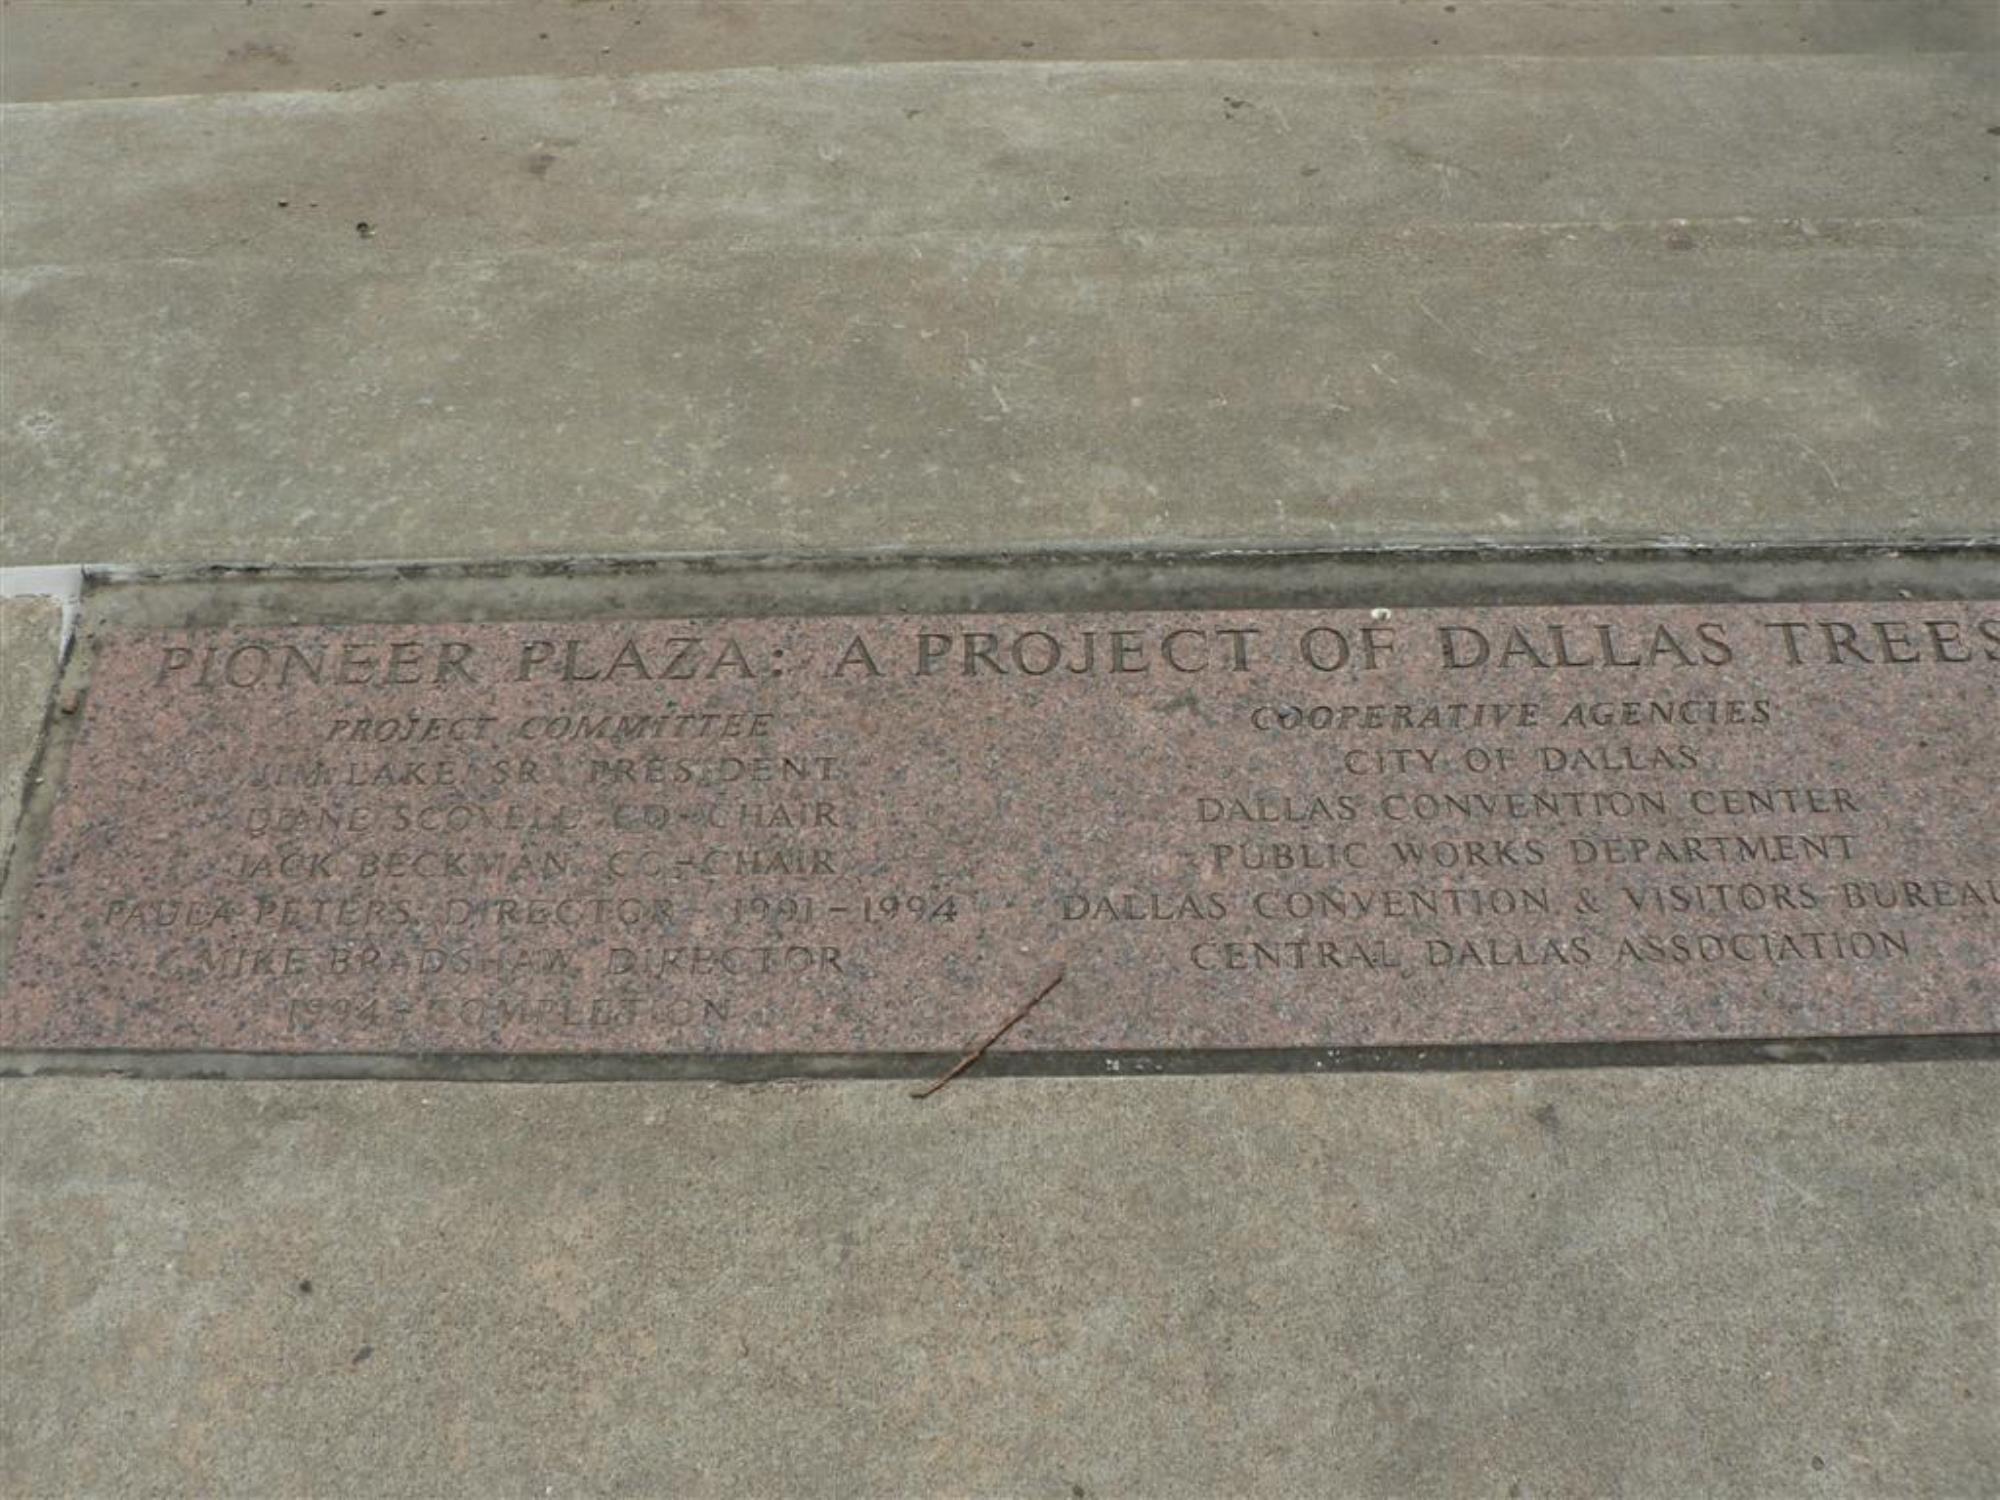 PIONEER PLAZA: A PROJECT OF DALLAS TREES
PROJECT COMMITTEE
JIM LAKE SR PRESIDENT
DIANE SCOVELL CO-CHAIR
JACK BECKMAN CO-CHAIR
PAULA PETERS, DIRECTOR - 1991-1994
C. MIKE BRADSHAW DIRECTOR
1994 - COMPLETION
COOPERATIVE AGENCIES
CITY OF DALLAS
DALLAS CONVENTION CENTER
PUBLIC WORKS DEPARTMENT
DALLAS CONVENTION & VISITORS BUREAU
CENTRAL DALLAS ASSOCIATION